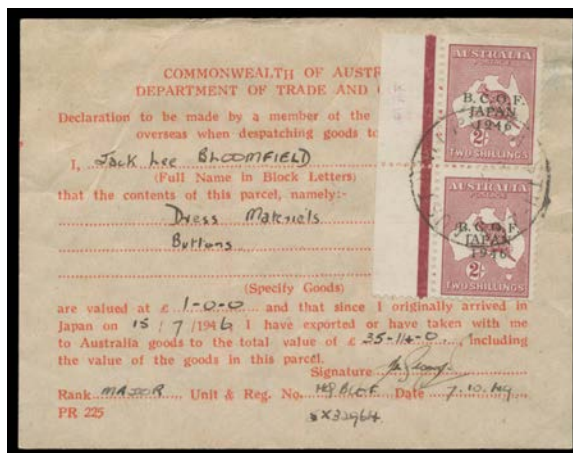 COMMONWEALTH OF AUSTR
DEPARTMENT OF TRADE AND
Declaration to be made by a member of the
overseas when despatching goods to
I, Jack Lee BLOOMFIELD
(Full Name in Block Letters)
that the contents of this parcel, namely:-
Dress Materials
Buttons
(Specify Goods)
are valued at £ 1-0-0 and that since I originally arrived in
Japan on 15/7/1946 I have exported or have taken with me
to Australia goods to the total value of £ 35-14-0, including
the value of the goods in this parcel.
Signature
Rank MAJOR Unit & Reg. No. HQ BCOF Date 7.10.49
PR 225
AUSTRALIA
POSTAGE
B.C.O.F.
JAPAN
1946
2/-
TWO SHILLINGS
AUSTRALIA
POSTAGE
B.C.O.F.
JAPAN
1946
2/-
TWO SHILLINGS